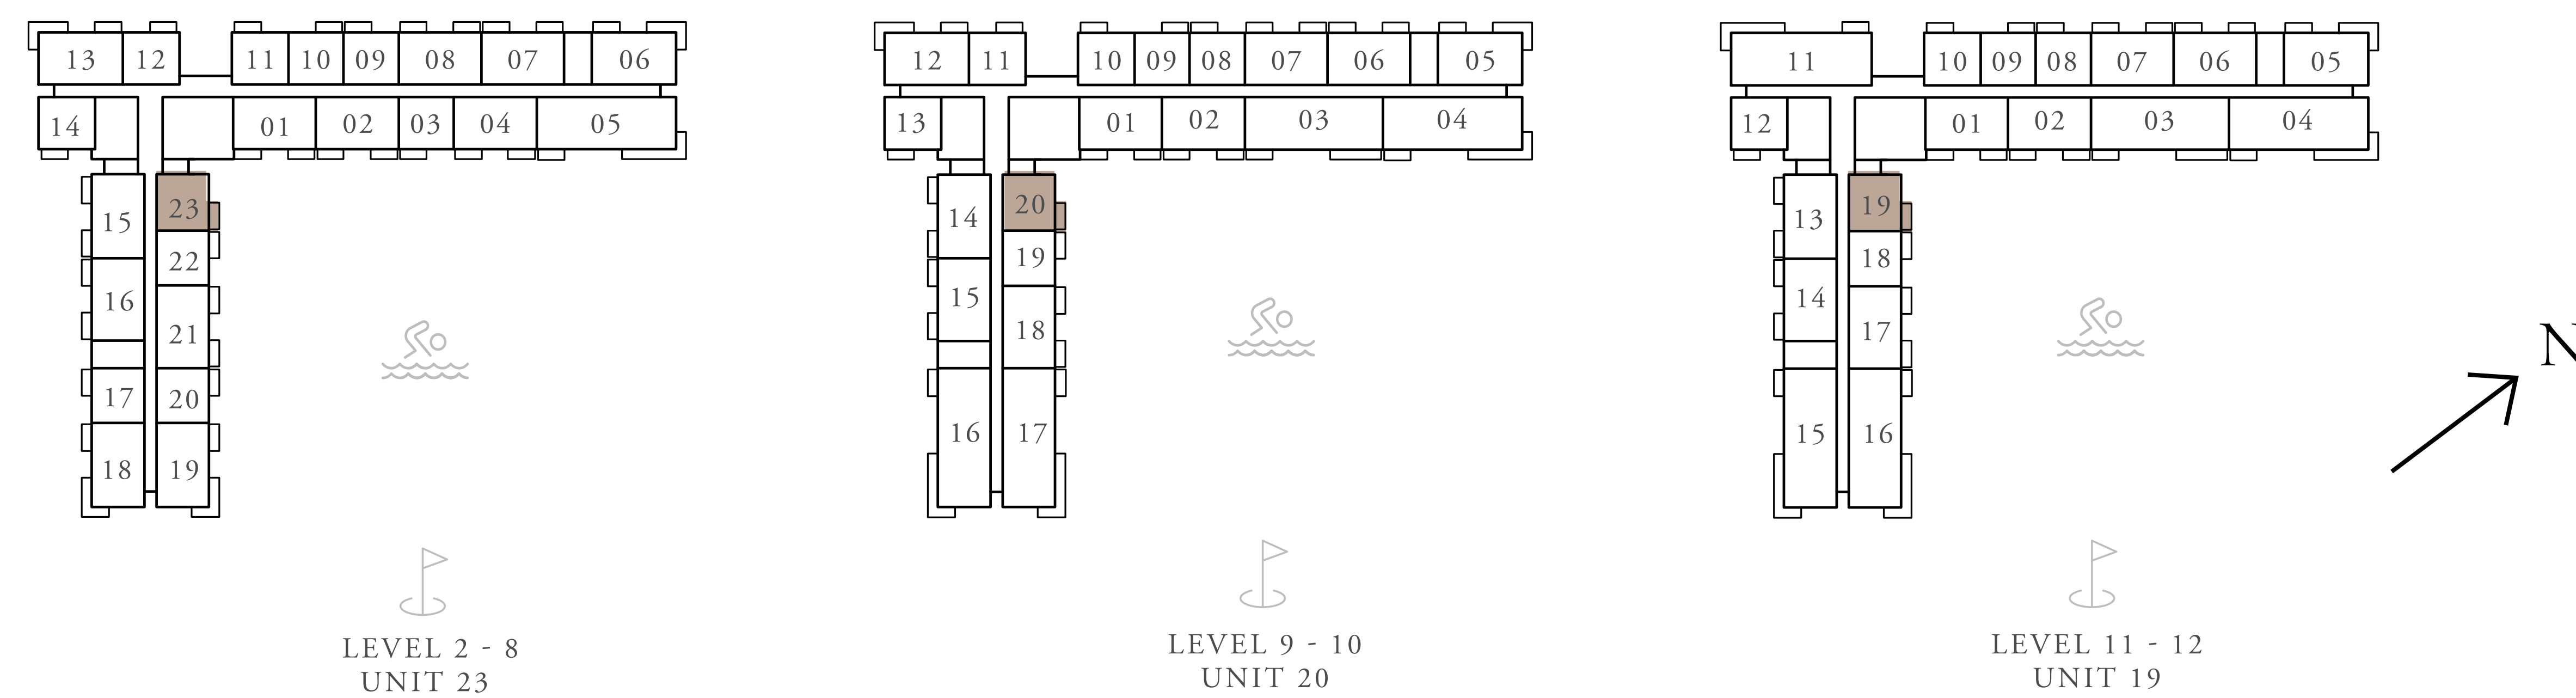 13 12 11 10 09 08 07 06
14 01 02 03 04 05
15 23
22
16
21
17 20
18 19
LEVEL 2 - 8
UNIT 23
12 11 10 09 08 07 06 05
13 01 02 03 04
14 20
19
15
18
16 17
LEVEL 9 - 10
UNIT 20
11 10 09 08 07 06 05
12 01 02 03 04
13 19
18
14
17
15 16
LEVEL 11 - 12
UNIT 19
N